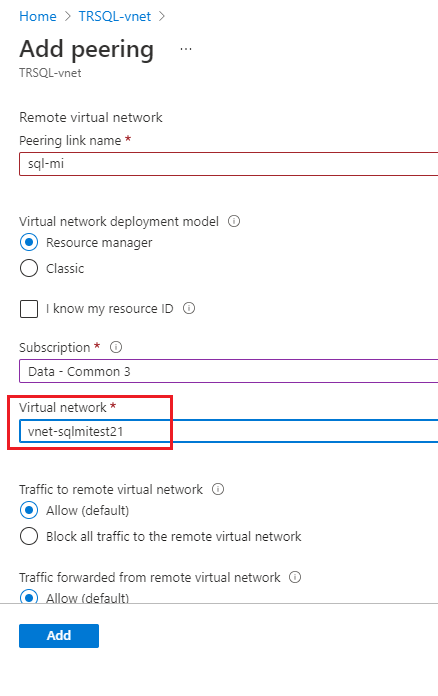 Home > TRSQL-vnet >
Add peering ...
TRSQL-vnet
Remote virtual network
Peering link name *
sql-mi
Virtual network deployment model
Resource manager
Classic
I know my resource ID
Subscription *
Data - Common 3
Virtual network *
vnet-sqlmitest21
Traffic to remote virtual network
Allow (default)
Block all traffic to the remote virtual network
Traffic forwarded from remote virtual network
Allow (default)
Add